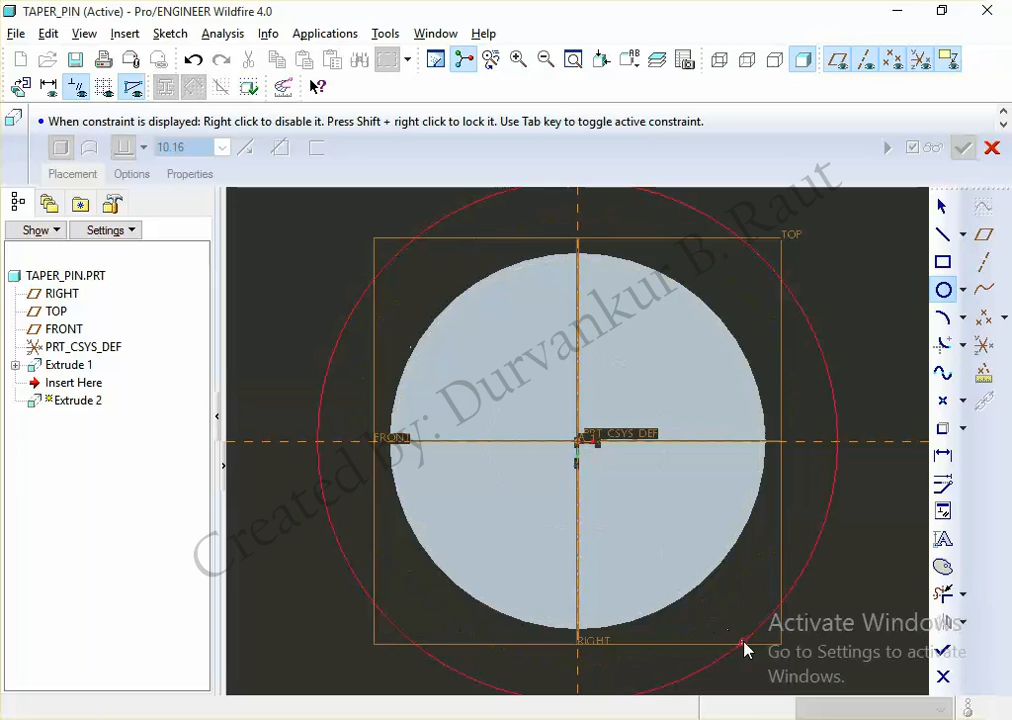 TAPER_PIN (Active) - Pro/ENGINEER Wildfire 4.0
File Edit View Insert Sketch Analysis Info Applications Tools Window Help
When constraint is displayed: Right click to disable it. Press Shift + right click to lock it. Use Tab key to toggle active constraint.
10.16
Placement Options Properties
Show Settings
TAPER_PIN.PRT
RIGHT
TOP
FRONT
PRT_CSYS_DEF
Extrude 1
Insert Here
Extrude 2
TOP
FRONT
PRT_CSYS_DEF
RIGHT
Created by: Durvankur B. Raut
Activate Windows
Go to Settings to activate
Windows.